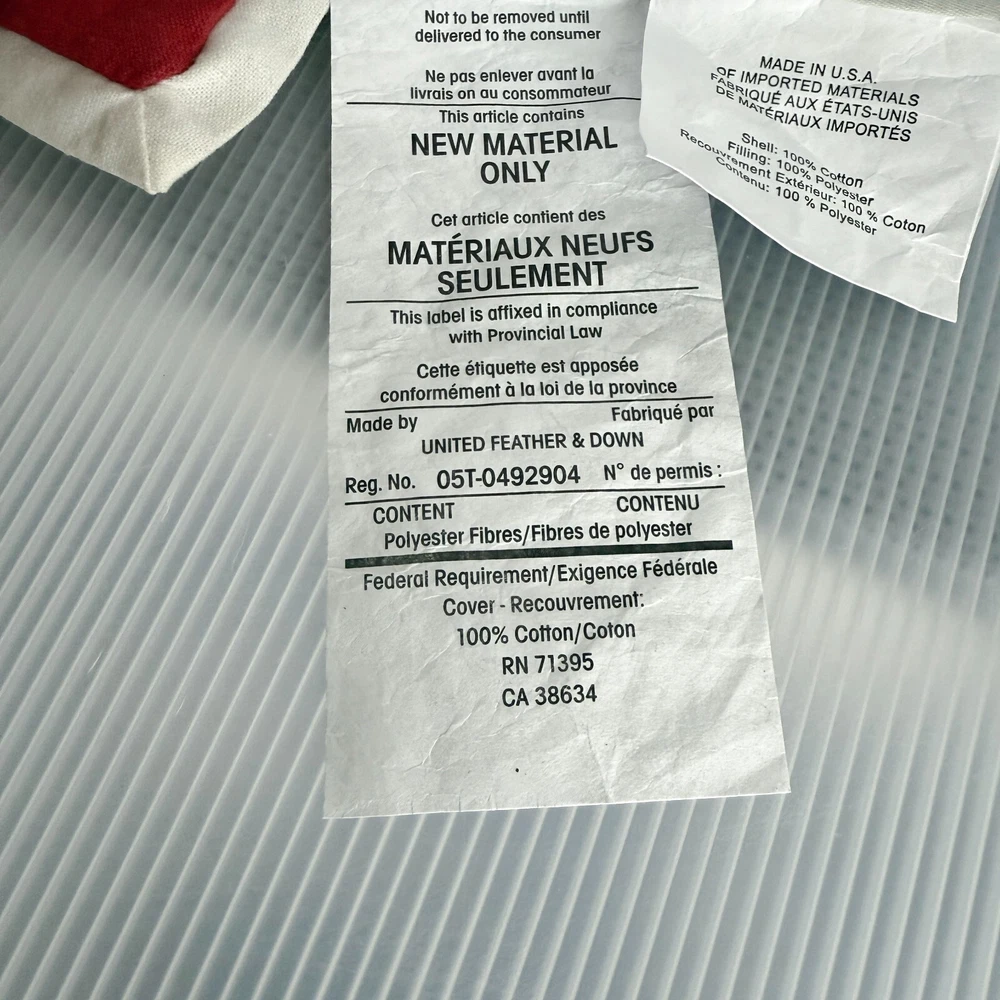 Not to be removed until
delivered to the consumer
Ne pas enlever avant la
livrais on au consommateur
This article contains
NEW MATERIAL
ONLY
Cet article contient des
MATÉRIAUX NEUFS
SEULEMENT
This label is affixed in compliance
with Provincial Law
Cette étiquette est apposée
conformément à la loi de la province
Made by Fabriqué par
UNITED FEATHER & DOWN
Reg. No. 05T-0492904 N° de permis :
CONTENT CONTENU
Polyester Fibres/Fibres de polyester
Federal Requirement/Exigence Fédérale
Cover - Recouvrement:
100% Cotton/Coton
RN 71395
CA 38634
MADE IN U.S.A.
OF IMPORTED MATERIALS
FABRIQUÉ AUX ÉTATS-UNIS
DE MATÉRIAUX IMPORTÉS
Shell: 100% Cotton
Filling: 100% Polyester
Recouvrement Extérieur: 100 % Coton
Contenu: 100 % Polyester